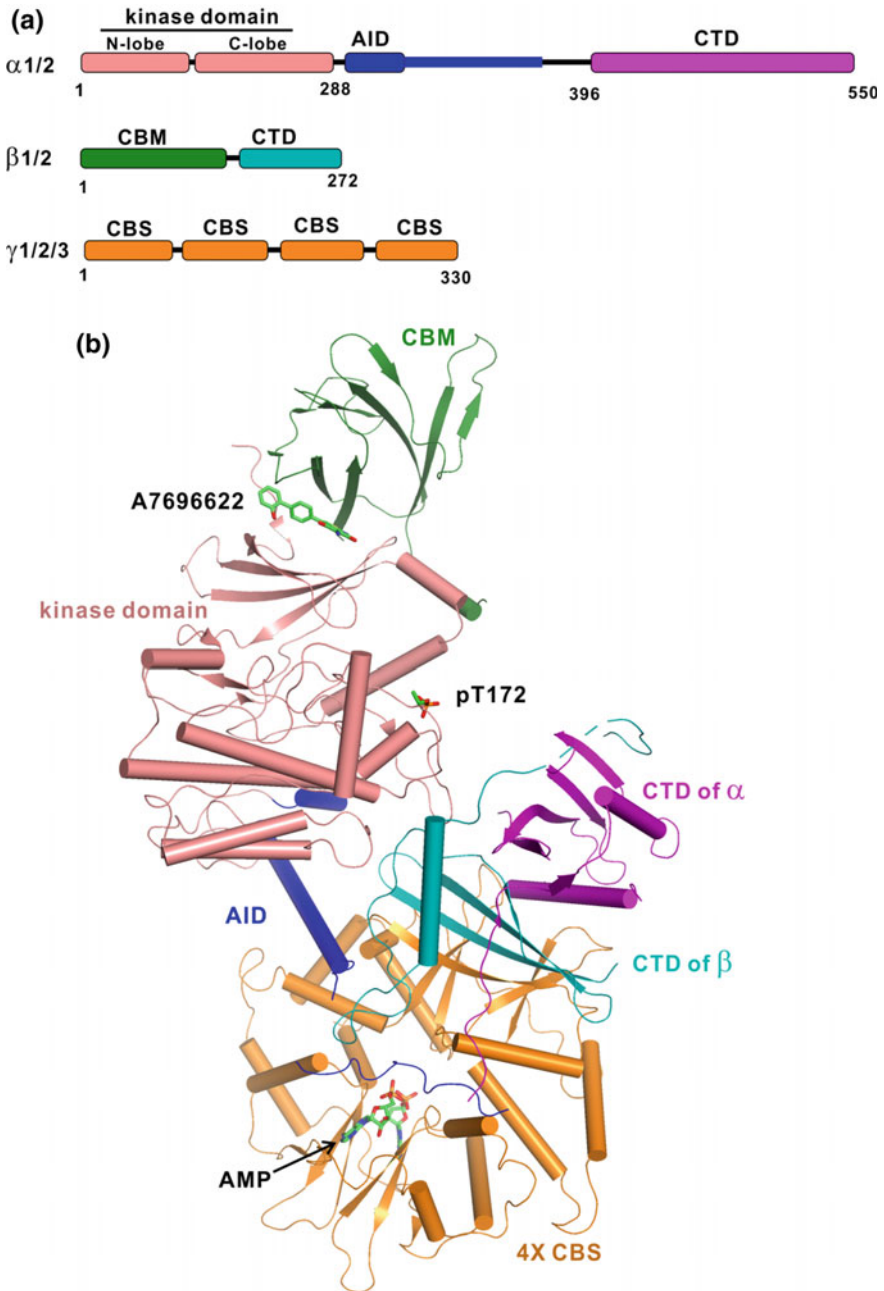 (a)
kinase domain
N-lobe C-lobe AID CTD
α1/2
1 288 396 550
CBM CTD
β1/2
1 272
CBS CBS CBS CBS
γ1/2/3
1 330
(b)
CBM
A7696622
kinase domain
pT172
CTD of α
AID
CTD of β
AMP
4X CBS